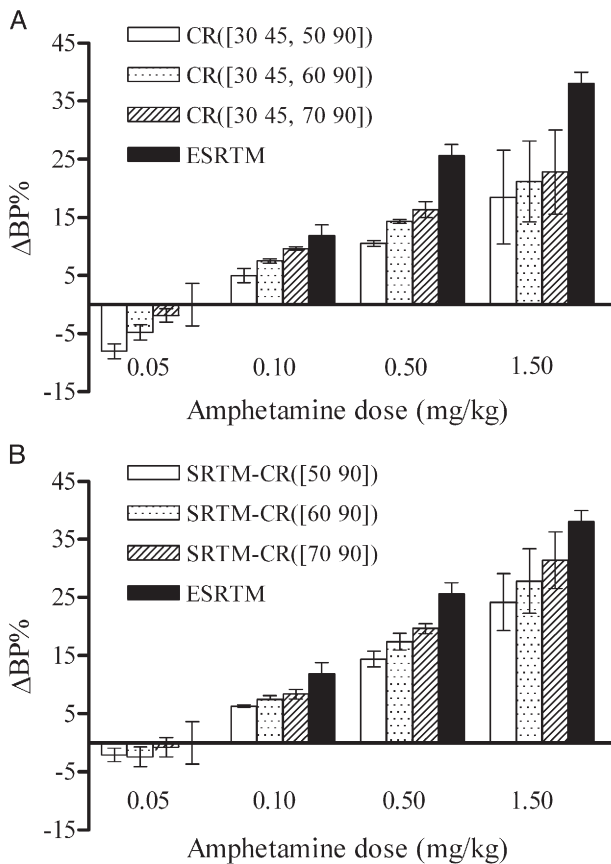 A
45
35
25
15
5
-5
-15
ΔBP%
CR([30 45, 50 90])
CR([30 45, 60 90])
CR([30 45, 70 90])
ESRTM
0.05 0.10 0.50 1.50
Amphetamine dose (mg/kg)
B
45
35
25
15
5
-5
-15
ΔBP%
SRTM-CR([50 90])
SRTM-CR([60 90])
SRTM-CR([70 90])
ESRTM
0.05 0.10 0.50 1.50
Amphetamine dose (mg/kg)